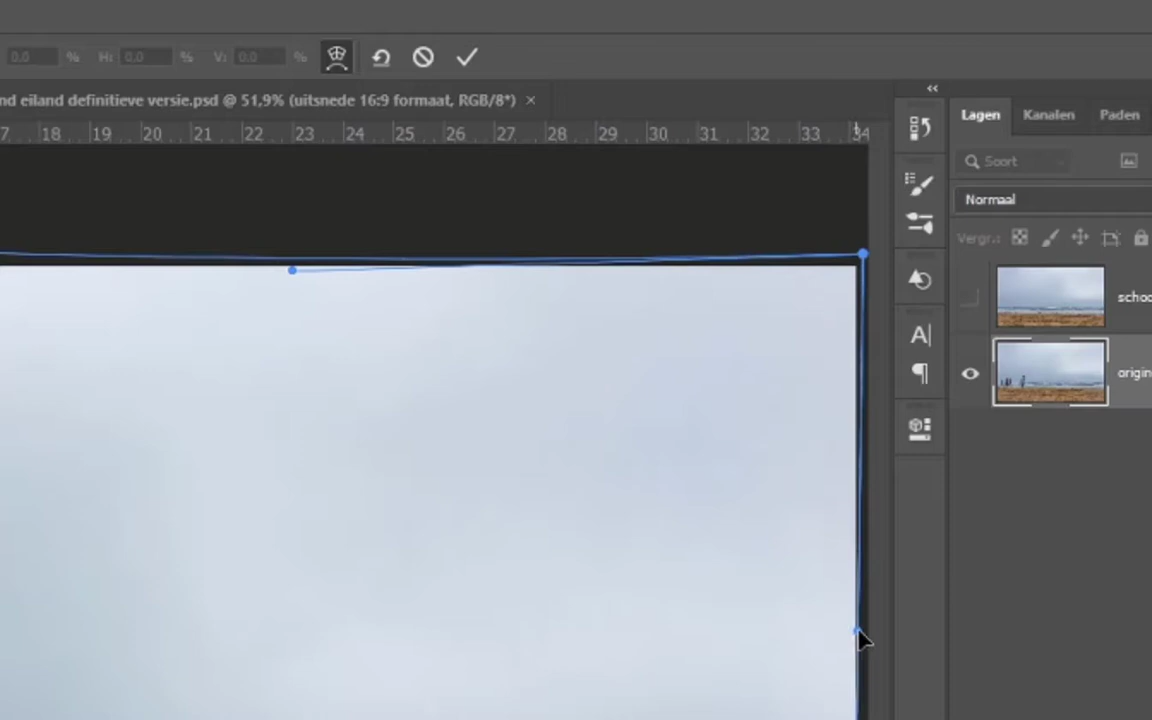 0.0 % H: 0.0 % V: 0.0 %
nd eiland definitieve versie.psd @ 51,9% (uitsnede 16:9 formaat, RGB/8*) ×
7 18 19 20 21 22 23 24 25 26 27 28 29 30 31 32 33 34
Lagen Kanalen Paden
Soort
Normaal
Vergr.:
schoo
A|
origin